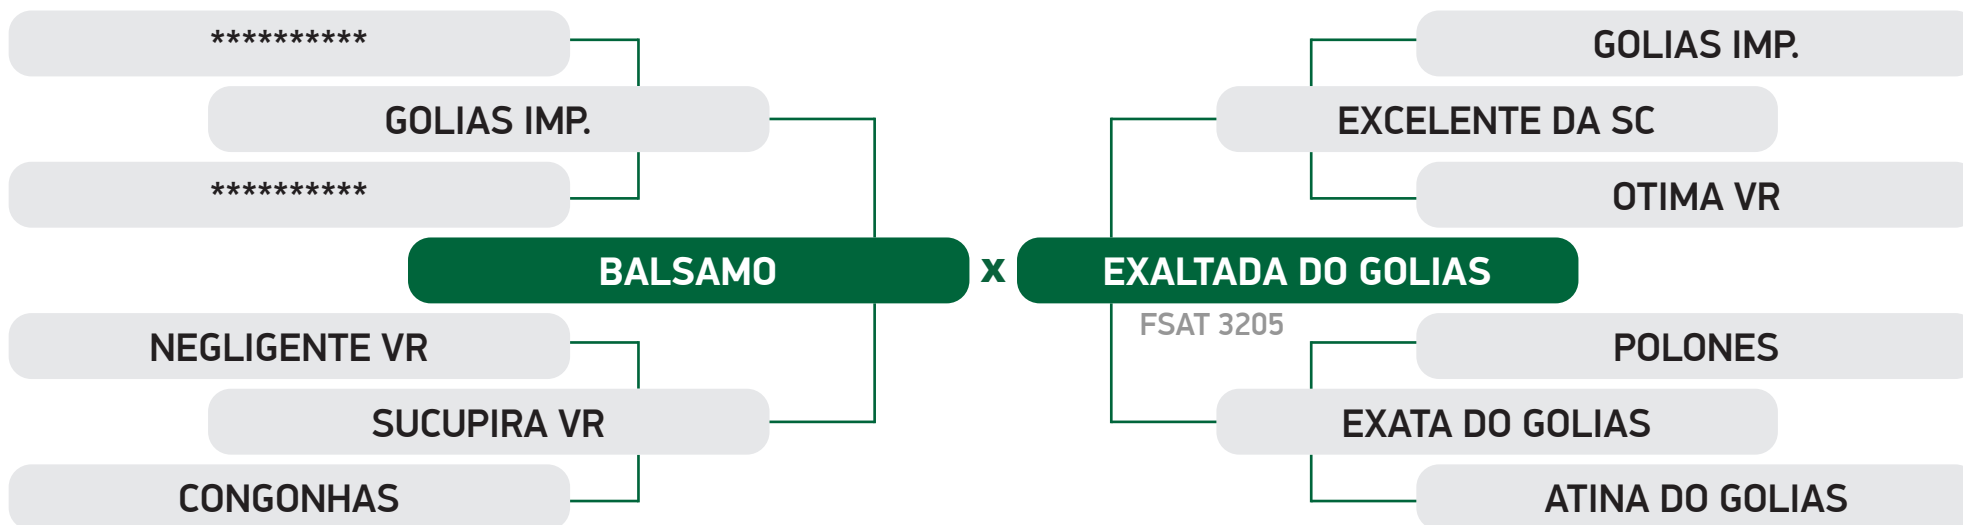 **********
GOLIAS IMP.
GOLIAS IMP.
EXCELENTE DA SC
**********
OTIMA VR
BALSAMO
x
EXALTADA DO GOLIAS
FSAT 3205
NEGLIGENTE VR
POLONES
SUCUPIRA VR
EXATA DO GOLIAS
CONGONHAS
ATINA DO GOLIAS